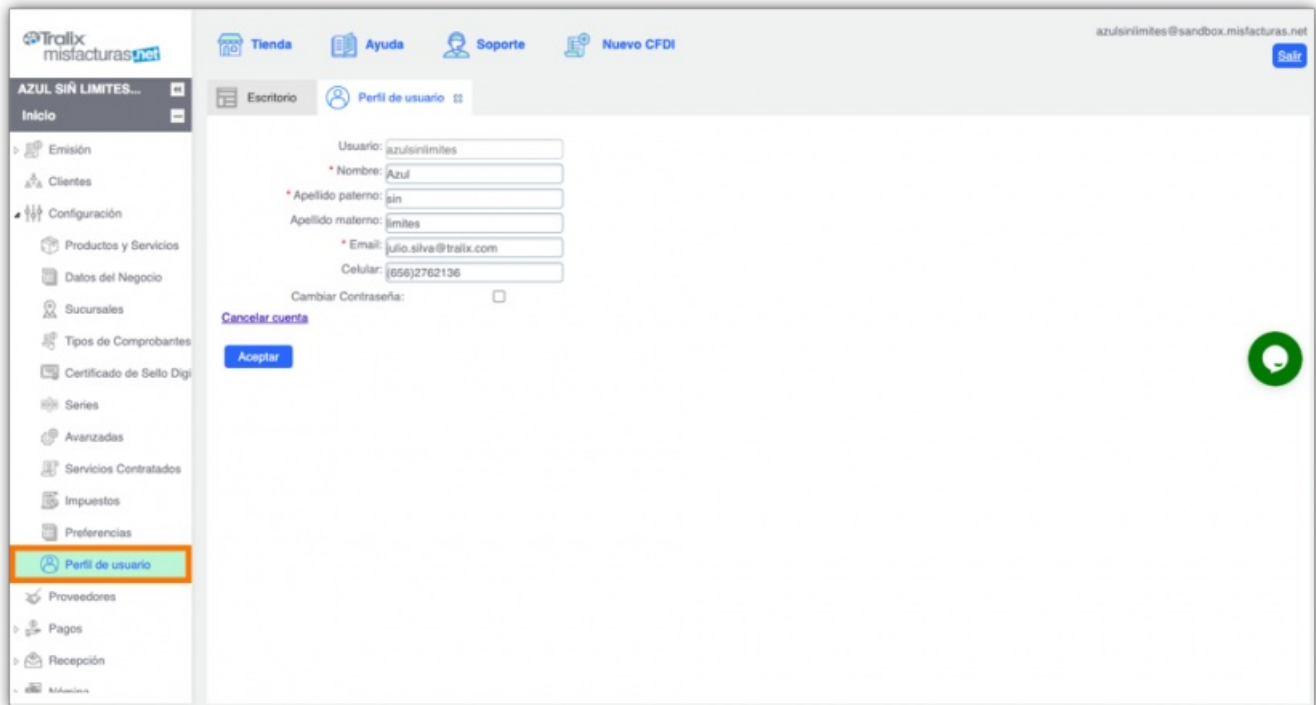 Tralix
misfacturas.net
Tienda
Ayuda
Soporte
Nuevo CFDI
azulsinlimites@sandbox.misfacturas.net
Salir
AZUL SIÑ LIMITES...
Inicio
Escritorio
Perfil de usuario
Emisión
Clientes
Configuración
Productos y Servicios
Datos del Negocio
Sucursales
Tipos de Comprobantes
Certificado de Sello Digi
Series
Avanzadas
Servicios Contratados
Impuestos
Preferencias
Perfil de usuario
Proveedores
Pagos
Recepción
Nómina
Usuario: azulsinlimites
* Nombre: Azul
* Apellido paterno: sin
Apellido materno: limites
* Email: julio.silva@tralix.com
Celular: (656)2762136
Cambiar Contraseña:
Cancelar cuenta
Aceptar